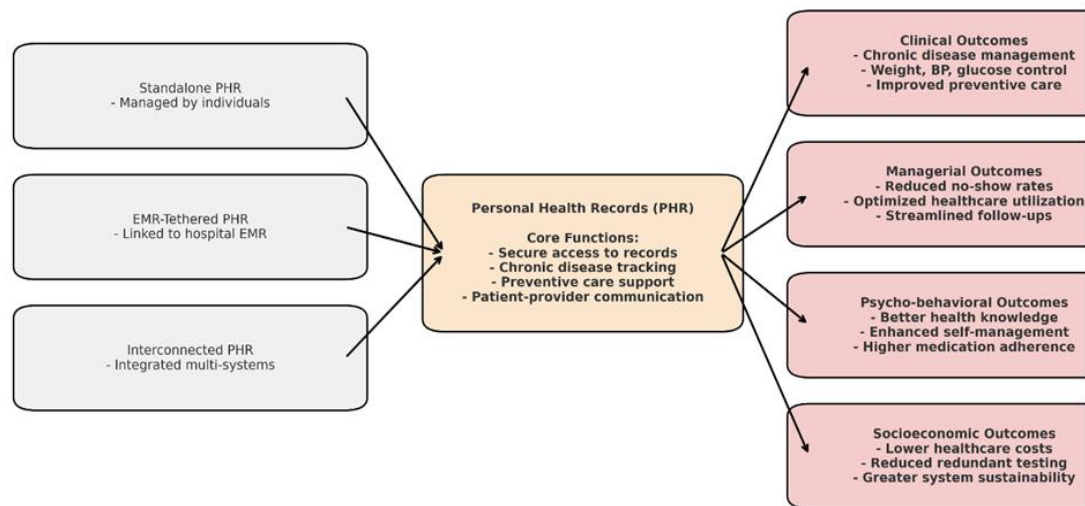 Standalone PHR
- Managed by individuals
EMR-Tethered PHR
- Linked to hospital EMR
Interconnected PHR
- Integrated multi-systems
Personal Health Records (PHR)
Core Functions:
- Secure access to records
- Chronic disease tracking
- Preventive care support
- Patient-provider communication
Clinical Outcomes
- Chronic disease management
- Weight, BP, glucose control
- Improved preventive care
Managerial Outcomes
- Reduced no-show rates
- Optimized healthcare utilization
- Streamlined follow-ups
Psycho-behavioral Outcomes
- Better health knowledge
- Enhanced self-management
- Higher medication adherence
Socioeconomic Outcomes
- Lower healthcare costs
- Reduced redundant testing
- Greater system sustainability